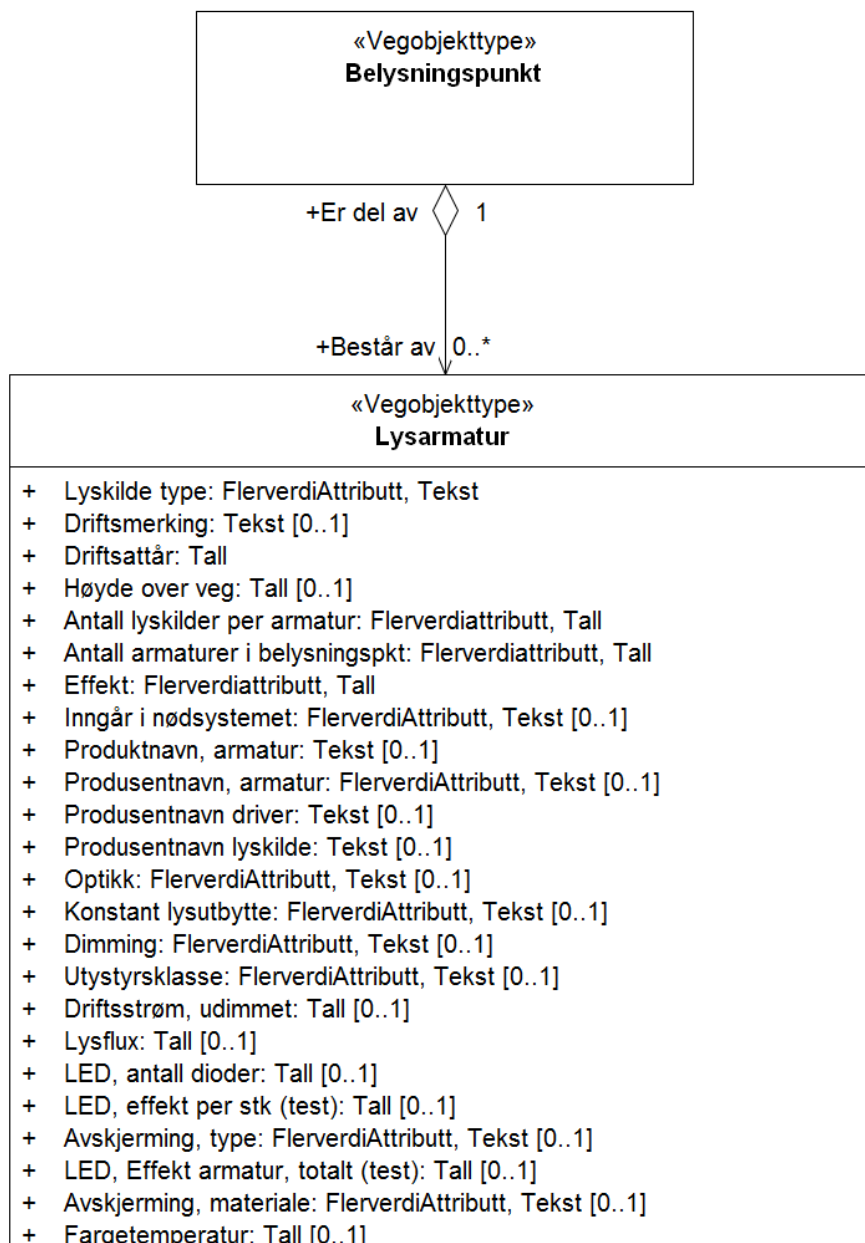 «Vegobjekttype»
Belysningspunkt
+Er del av 1
+Består av 0..*
«Vegobjekttype»
Lysarmatur
+ Lyskilde type: FlerverdiAttributt, Tekst
+ Driftsmerking: Tekst [0..1]
+ Driftsattår: Tall
+ Høyde over veg: Tall [0..1]
+ Antall lyskilder per armatur: Flerverdiattributt, Tall
+ Antall armaturer i belysningspkt: Flerverdiattributt, Tall
+ Effekt: Flerverdiattributt, Tall
+ Inngår i nødsystemet: FlerverdiAttributt, Tekst [0..1]
+ Produktnavn, armatur: Tekst [0..1]
+ Produsentnavn, armatur: FlerverdiAttributt, Tekst [0..1]
+ Produsentnavn driver: Tekst [0..1]
+ Produsentnavn lyskilde: Tekst [0..1]
+ Optikk: FlerverdiAttributt, Tekst [0..1]
+ Konstant lysutbytte: FlerverdiAttributt, Tekst [0..1]
+ Dimming: FlerverdiAttributt, Tekst [0..1]
+ Utystyrsklasse: FlerverdiAttributt, Tekst [0..1]
+ Driftsstrøm, udimmet: Tall [0..1]
+ Lysflux: Tall [0..1]
+ LED, antall dioder: Tall [0..1]
+ LED, effekt per stk (test): Tall [0..1]
+ Avskjerming, type: FlerverdiAttributt, Tekst [0..1]
+ LED, Effekt armatur, totalt (test): Tall [0..1]
+ Avskjerming, materiale: FlerverdiAttributt, Tekst [0..1]
+ Fargetemperatur: Tall [0..1]